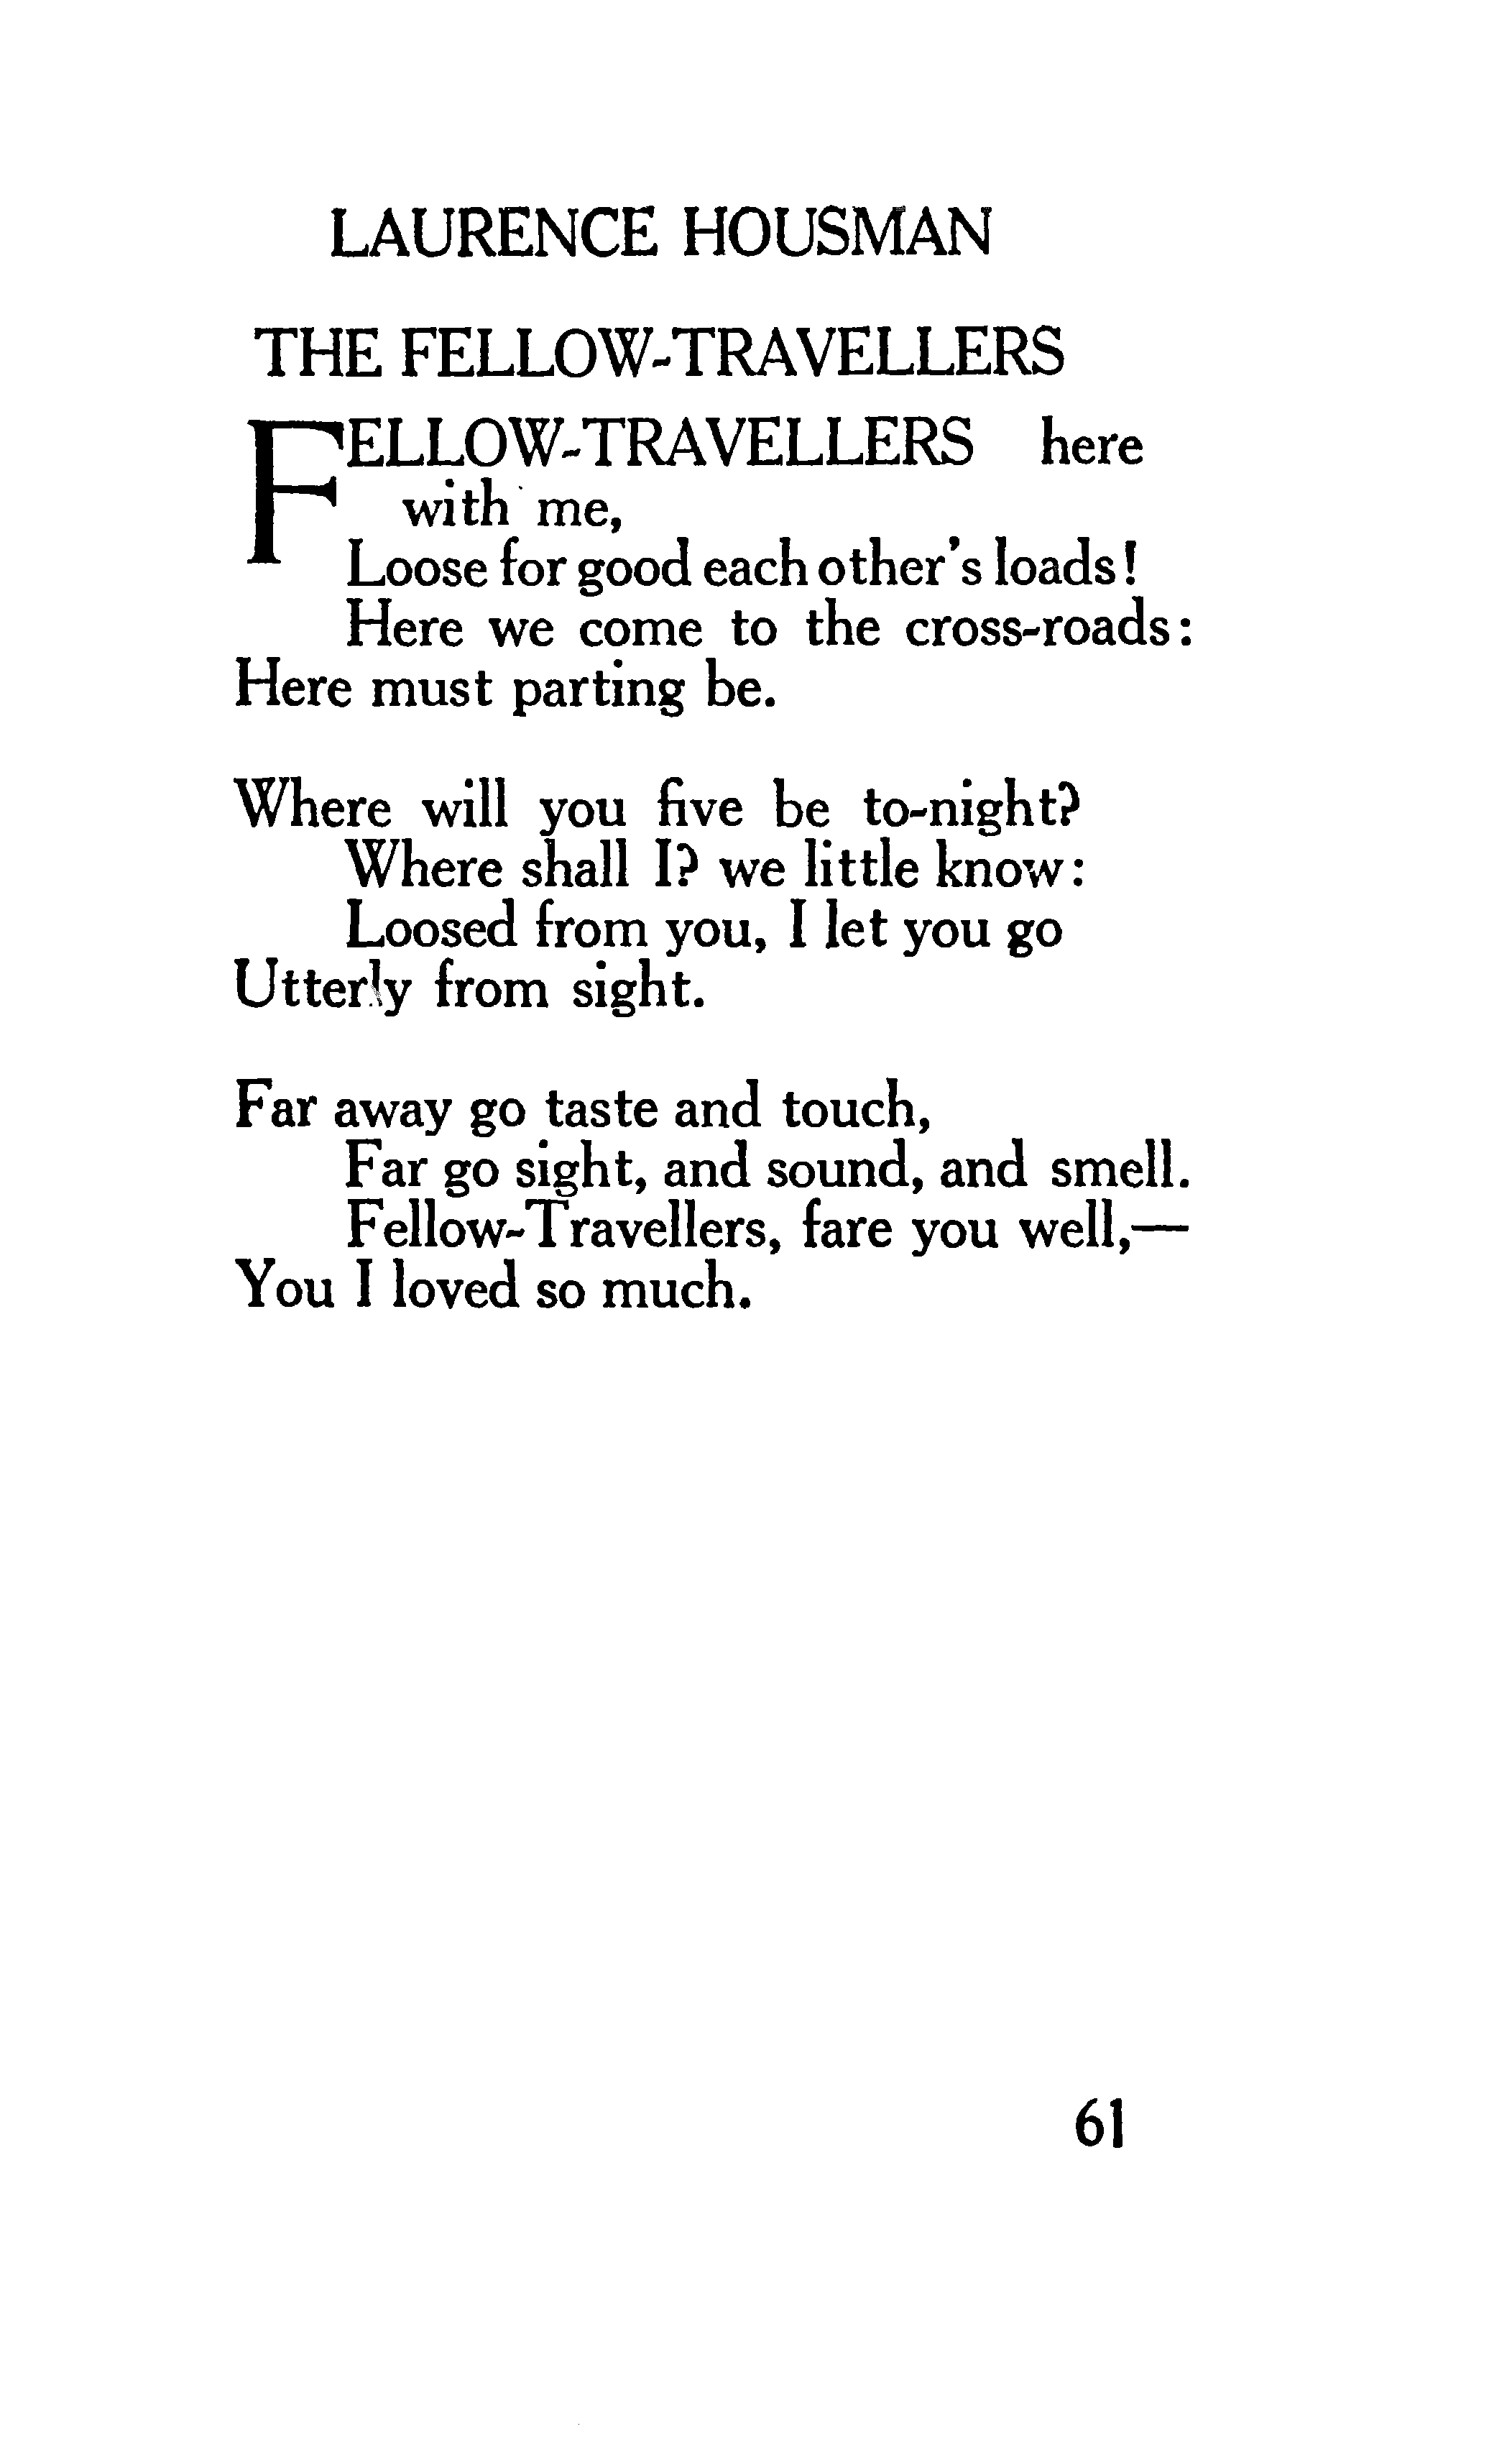 LAURENCE HOUSMAN
THE FELLOW-TRAVELLERS
FELLOW-TRAVELLERS here
with me,
Loose for good each other's loads!
Here we come to the cross-roads:
Here must parting be.
Where will you five be to-night?
Where shall I? we little know:
Loosed from you, I let you go
Utterly from sight.
Far away go taste and touch,
Far go sight, and sound, and smell.
Fellow-Travellers, fare you well,—
You I loved so much.
61